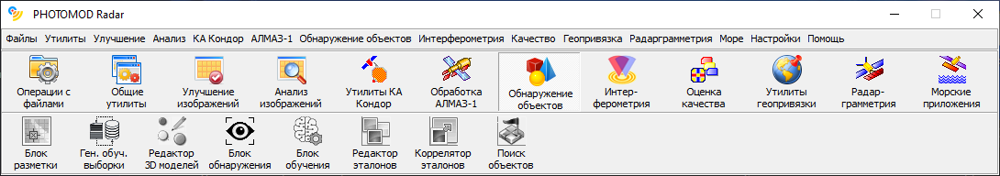 PHOTOMOD Radar
Файлы Утилиты Улучшение Анализ КА Кондор АЛМАЗ-1 Обнаружение объектов Интерферометрия Качество Геопривязка Радарграмметрия Море Настройки Помощь
Операции с файлами
Общие утилиты
Улучшение изображений
Анализ изображений
Утилиты КА Кондор
Обработка АЛМАЗ-1
Обнаружение объектов
Интер-ферометрия
Оценка качества
Утилиты геопривязки
Радар-грамметрия
Морские приложения
Блок разметки
Ген. обуч. выборки
Редактор 3D моделей
Блок обнаружения
Блок обучения
Редактор эталонов
Коррелятор эталонов
Поиск объектов